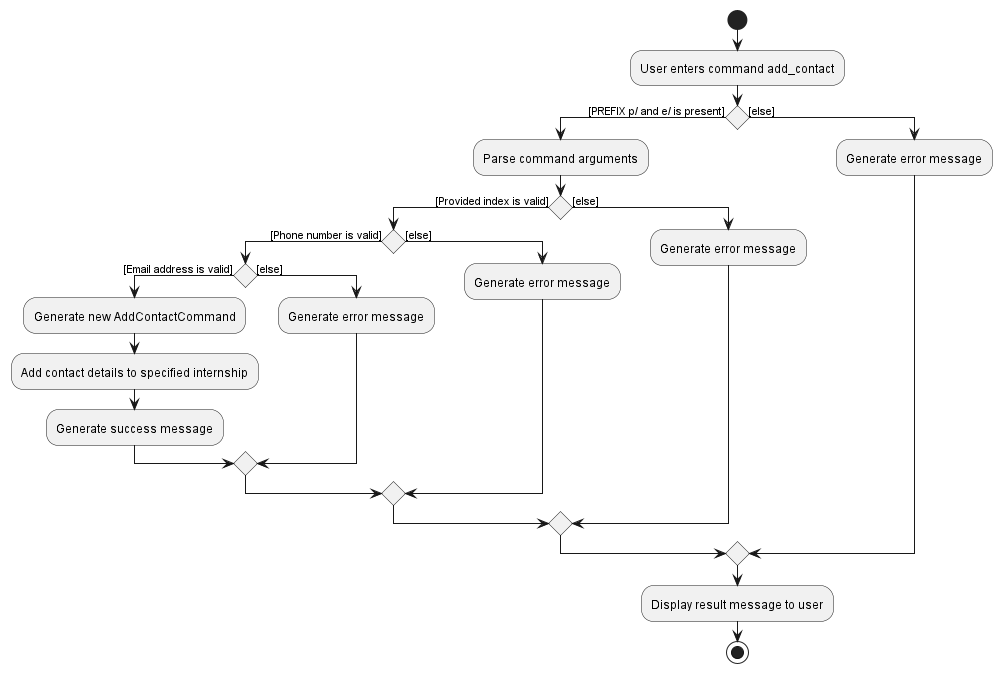 User enters command add_contact
[PREFIX p/ and e/ is present]
[else]
Parse command arguments
Generate error message
[Provided index is valid]
[else]
[Phone number is valid]
[else]
Generate error message
[Email address is valid]
[else]
Generate error message
Generate new AddContactCommand
Generate error message
Add contact details to specified internship
Generate success message
Display result message to user